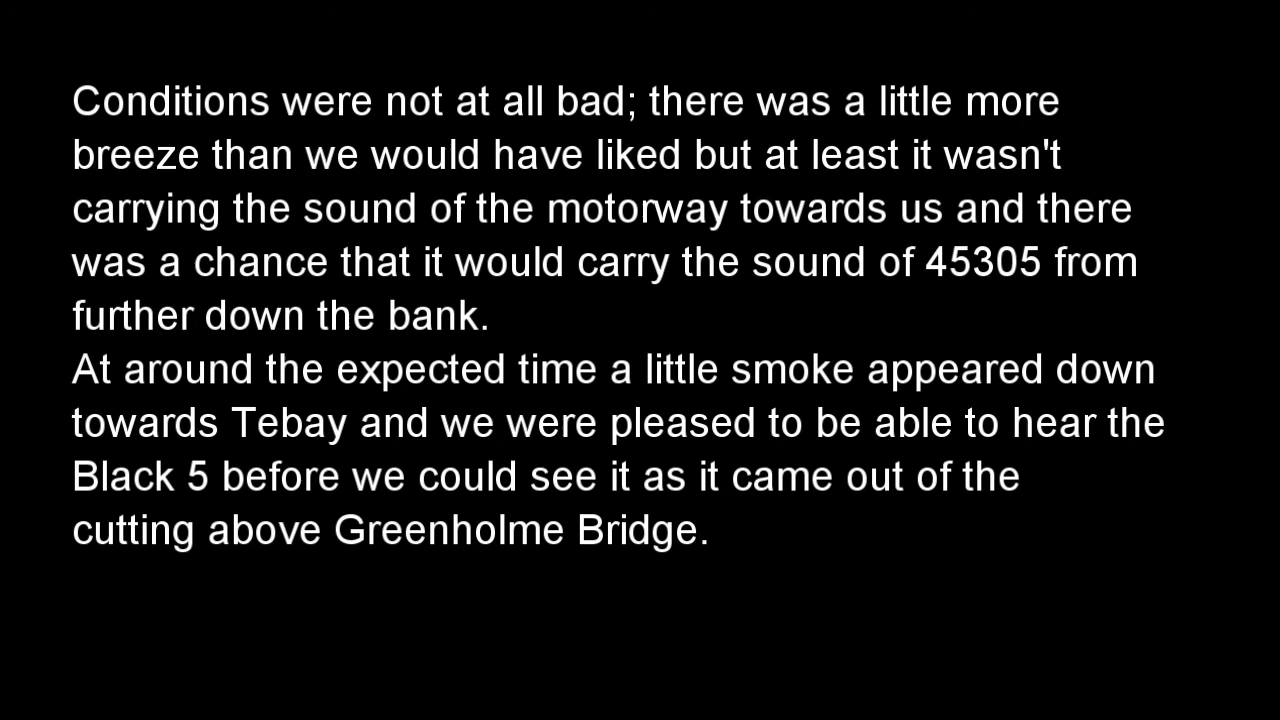 Conditions were not at all bad; there was a little more
breeze than we would have liked but at least it wasn't
carrying the sound of the motorway towards us and there
was a chance that it would carry the sound of 45305 from
further down the bank.
At around the expected time a little smoke appeared down
towards Tebay and we were pleased to be able to hear the
Black 5 before we could see it as it came out of the
cutting above Greenholme Bridge.